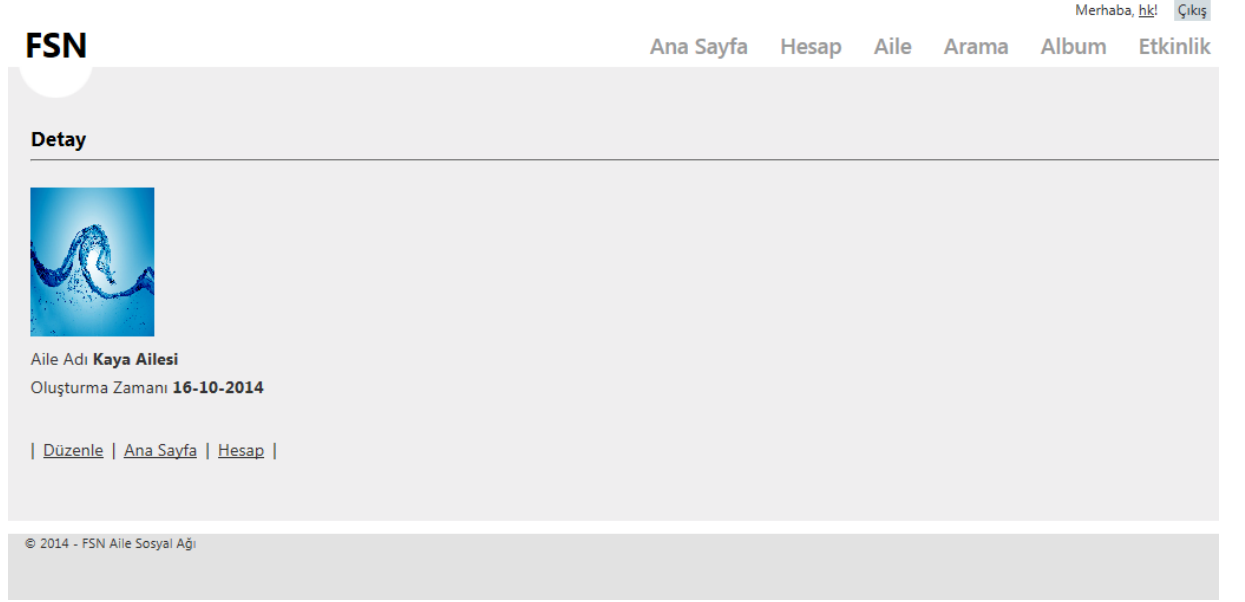 Merhaba, hk! Çıkış
FSN
Ana Sayfa Hesap Aile Arama Album Etkinlik
Detay
Aile Adı Kaya Ailesi
Oluşturma Zamanı 16-10-2014
| Düzenle | Ana Sayfa | Hesap |
© 2014 - FSN Aile Sosyal Ağı